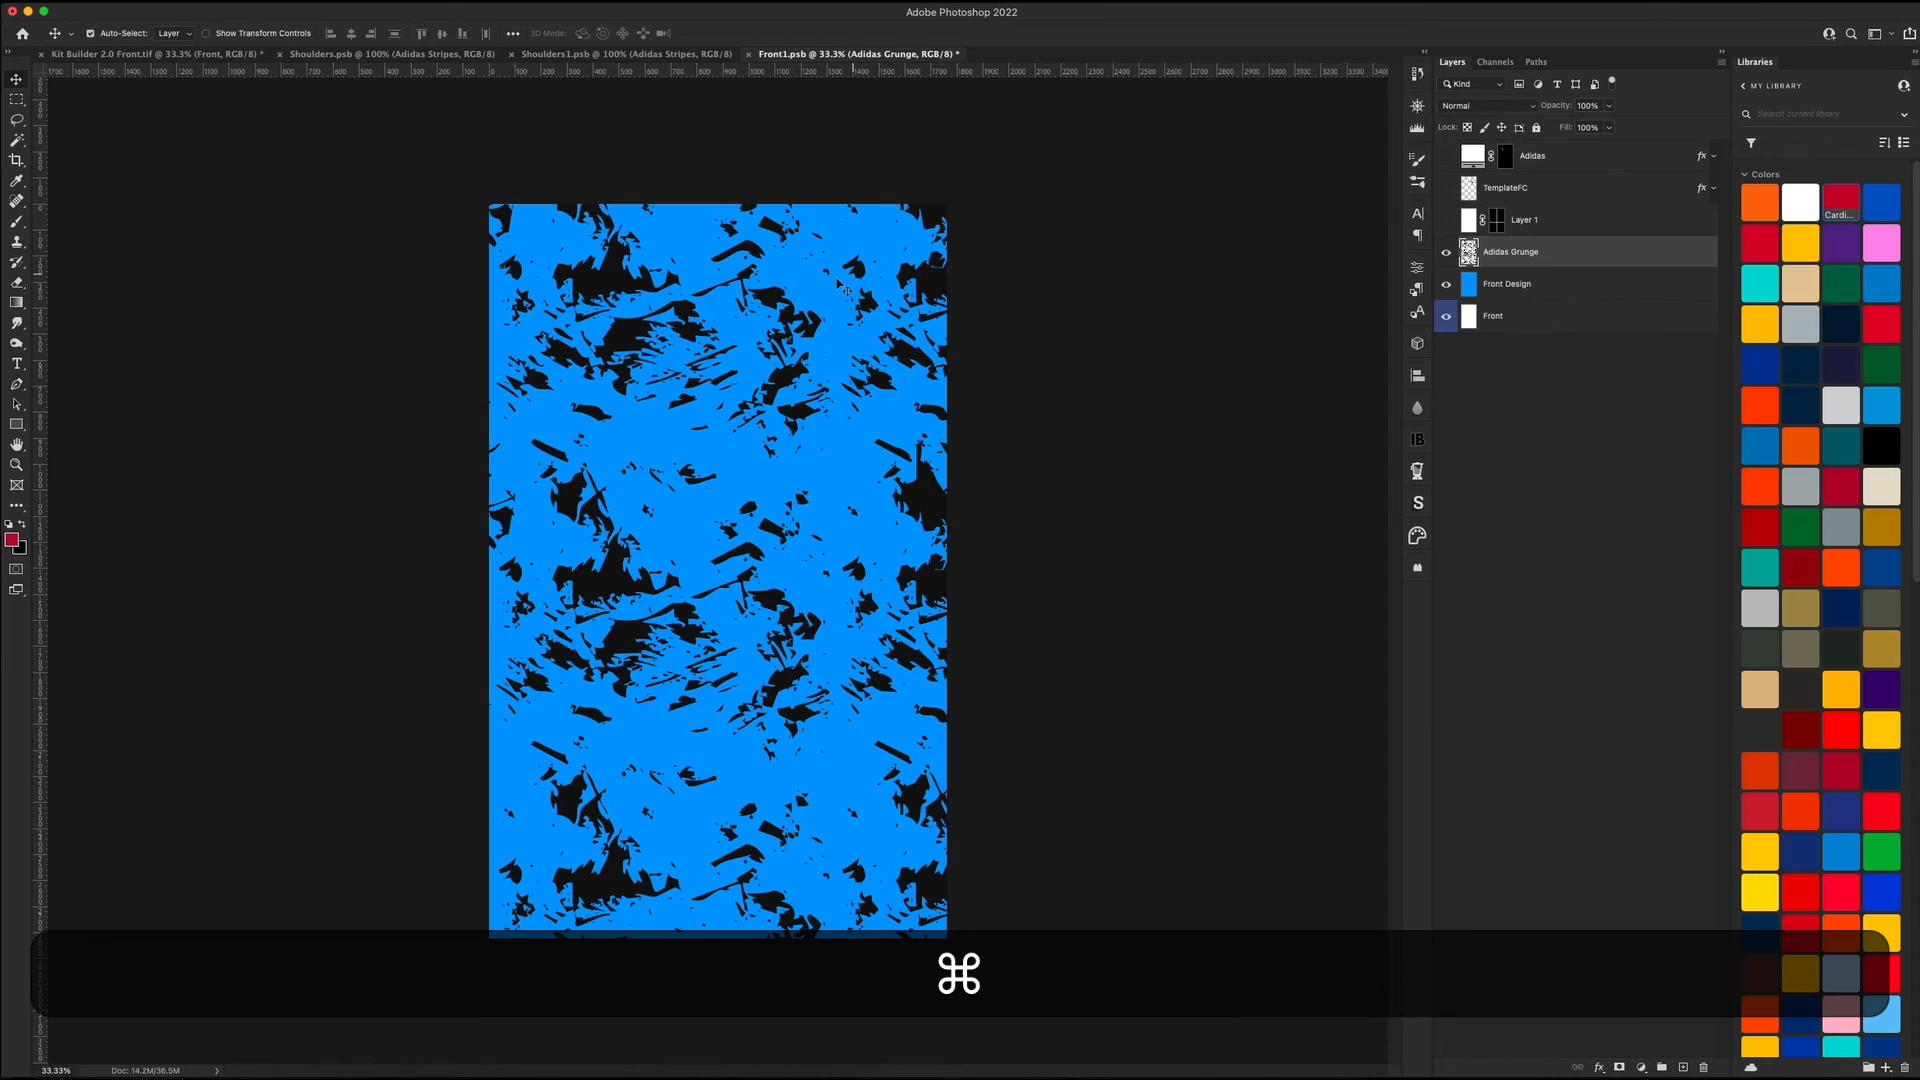 Adobe Photoshop 2022
Auto-Select: Layer Show Transform Controls 3D Mode:
Kit Builder 2.0 Front.tif @ 33.3% (Front, RGB/8) * Shoulders.psb @ 100% (Adidas Stripes, RGB/8) Shoulders1.psb @ 100% (Adidas Stripes, RGB/8) Front1.psb @ 33.3% (Adidas Grunge, RGB/8) *
Layers Channels Paths
Kind
Normal Opacity: 100%
Lock: Fill: 100%
Adidas fx
TemplateFC fx
Layer 1
Adidas Grunge
Front Design
Front
Libraries
MY LIBRARY
Search current library
Colors
Cardi...
⌘
33.33% Doc: 14.2M/36.5M